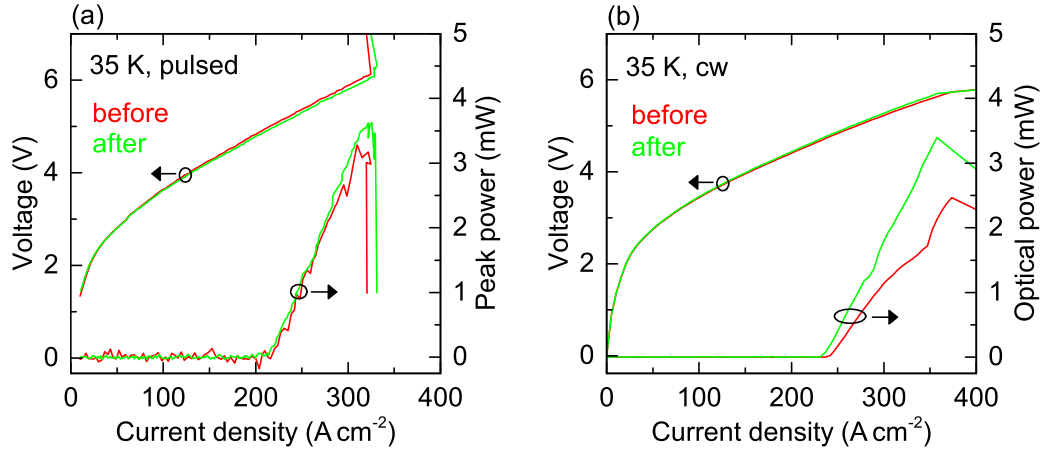 (a)
35 K, pulsed
before
after
Voltage (V)
0
2
4
6
0
100
200
300
400
Current density (A cm⁻²)
0
1
2
3
4
5
Peak power (mW)
(b)
35 K, cw
before
after
Voltage (V)
0
2
4
6
0
100
200
300
400
Current density (A cm⁻²)
0
1
2
3
4
5
Optical power (mW)